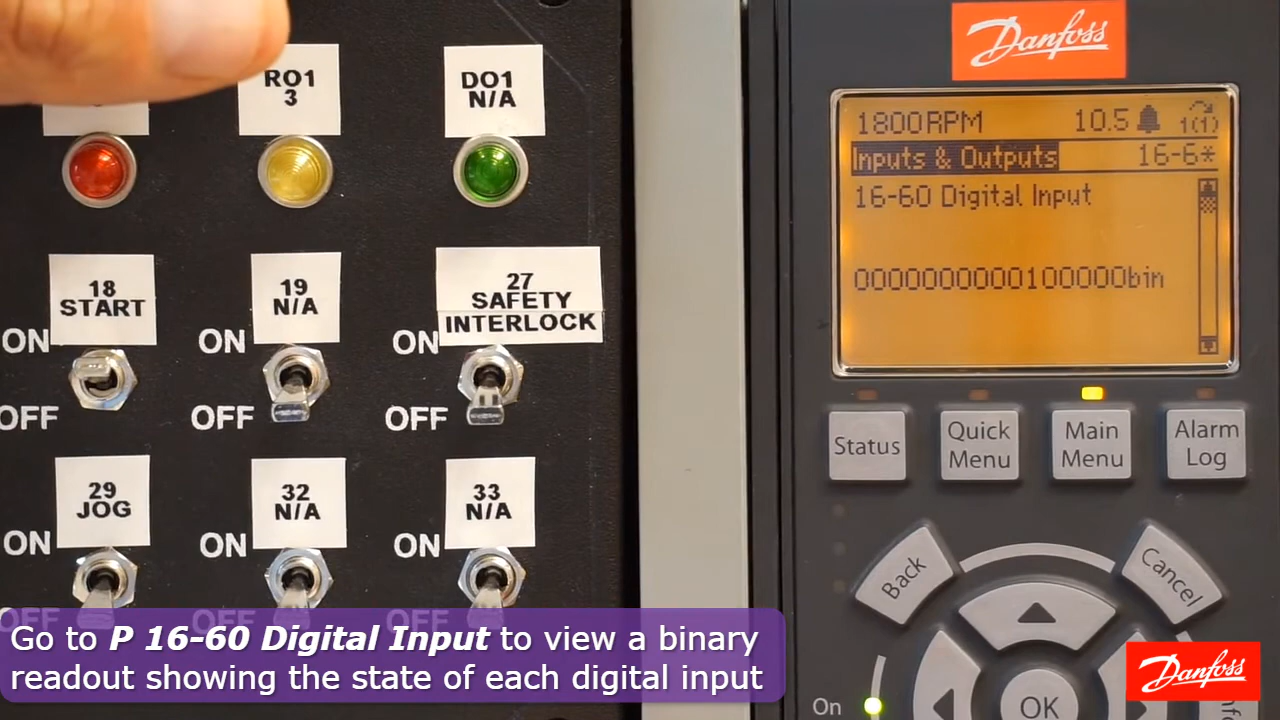 RO1
3
DO1
N/A
18
START
19
N/A
27
SAFETY
INTERLOCK
ON
OFF
ON
OFF
ON
OFF
29
JOG
32
N/A
33
N/A
ON
OFF
ON
OFF
ON
OFF
Danfoss
1800RPM 10.5 1(1)
Inputs & Outputs 16-6*
16-60 Digital Input
0000000000100000bin
Status
Quick
Menu
Main
Menu
Alarm
Log
Back
Cancel
OK
On
Go to P 16-60 Digital Input to view a binary
readout showing the state of each digital input
Danfoss